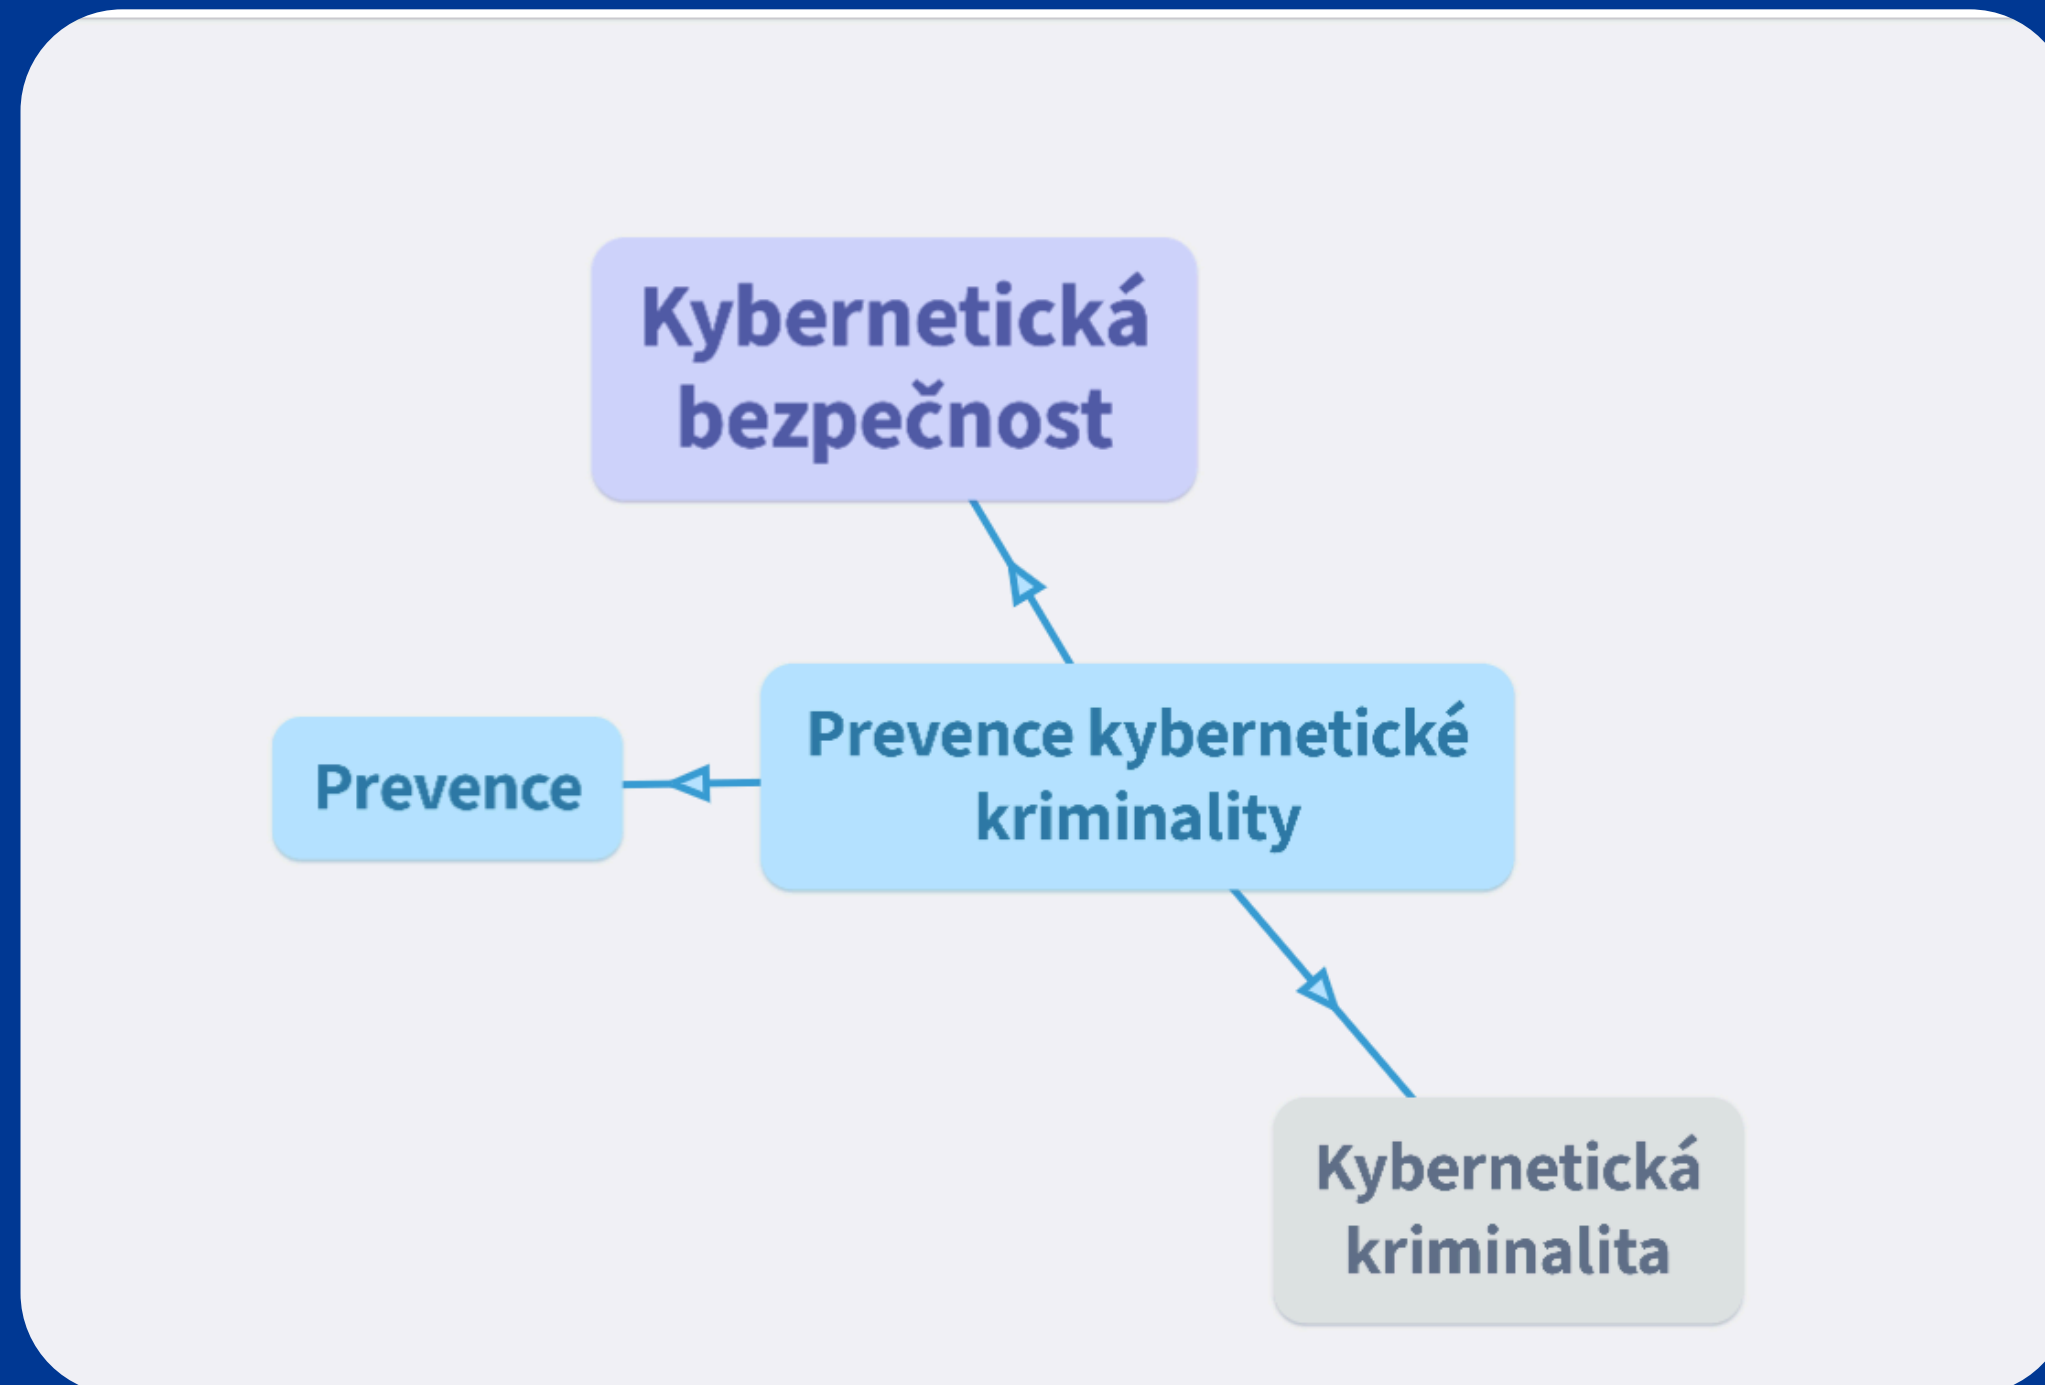 Kybernetická
bezpečnost
Prevence kybernetické
kriminality
Prevence
Kybernetická
kriminalita